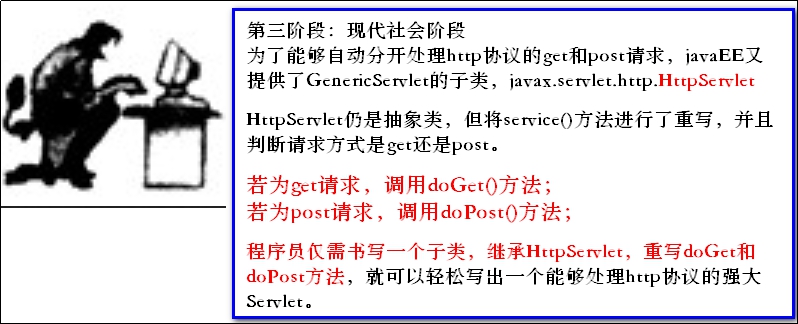 第三阶段：现代社会阶段
为了能够自动分开处理http协议的get和post请求，javaEE又
提供了GenericServlet的子类，javax.servlet.http.HttpServlet
HttpServlet仍是抽象类，但将service()方法进行了重写，并且
判断请求方式是get还是post。
若为get请求，调用doGet()方法；
若为post请求，调用doPost()方法；
程序员仅需书写一个子类，继承HttpServlet，重写doGet和
doPost方法，就可以轻松写出一个能够处理http协议的强大
Servlet。